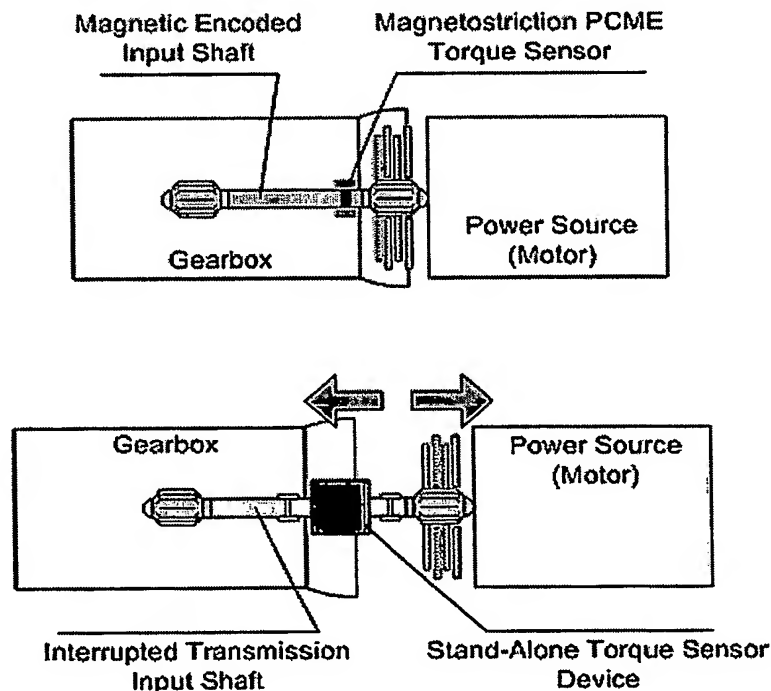 Magnetic Encoded
Input Shaft
Magnetostriction PCME
Torque Sensor
Gearbox
Power Source
(Motor)
Gearbox
Power Source
(Motor)
Interrupted Transmission
Input Shaft
Stand-Alone Torque Sensor
Device